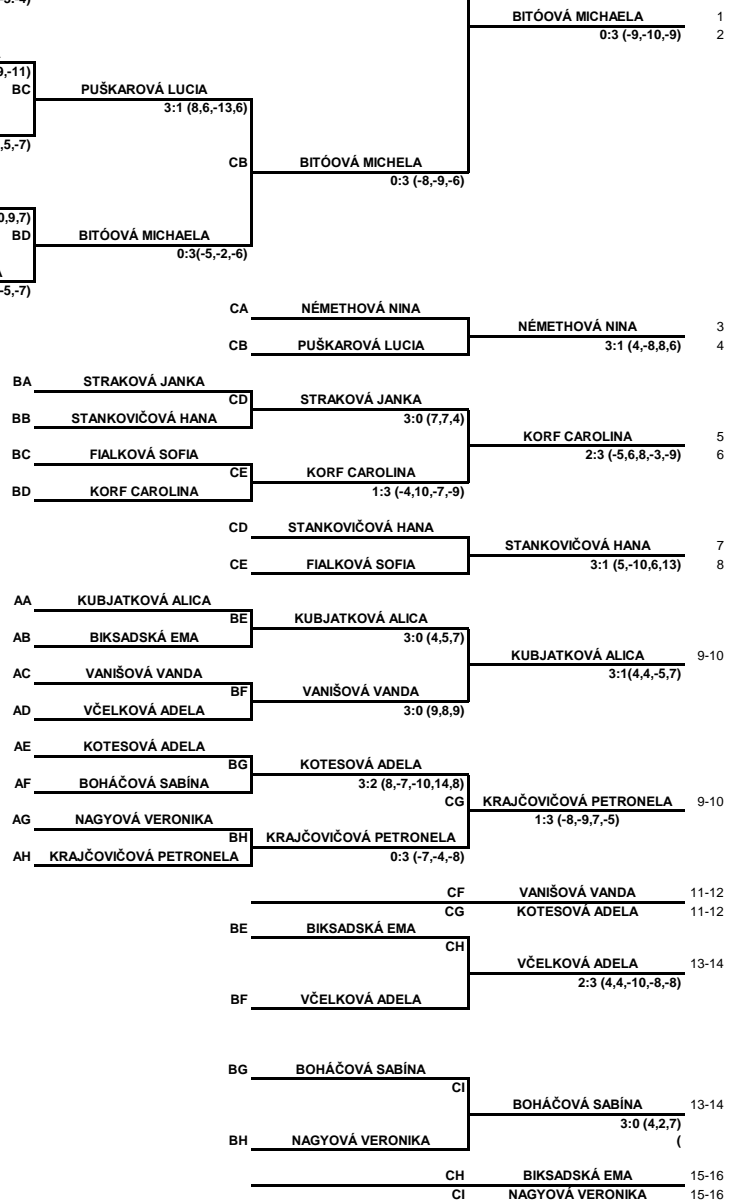 BITÓOVÁ MICHAELA 1
0:3 (-9,-10,-9) 2
,-11)
BC PUŠKAROVÁ LUCIA
3:1 (8,6,-13,6)
,5,-7)
CB BITÓOVÁ MICHELA
0:3 (-8,-9,-6)
,9,7)
BD BITÓOVÁ MICHAELA
0:3(-5,-2,-6)
-5,-7)
CA NÉMETHOVÁ NINA
NÉMETHOVÁ NINA 3
CB PUŠKAROVÁ LUCIA 3:1 (4,-8,8,6) 4
BA STRAKOVÁ JANKA
CD STRAKOVÁ JANKA
BB STANKOVIČOVÁ HANA 3:0 (7,7,4)
KORF CAROLINA 5
BC FIALKOVÁ SOFIA 2:3 (-5,6,8,-3,-9) 6
CE KORF CAROLINA
BD KORF CAROLINA 1:3 (-4,10,-7,-9)
CD STANKOVIČOVÁ HANA
STANKOVIČOVÁ HANA 7
CE FIALKOVÁ SOFIA 3:1 (5,-10,6,13) 8
AA KUBJATKOVÁ ALICA
BE KUBJATKOVÁ ALICA
AB BIKSADSKÁ EMA 3:0 (4,5,7)
KUBJATKOVÁ ALICA 9-10
AC VANIŠOVÁ VANDA 3:1(4,4,-5,7)
BF VANIŠOVÁ VANDA
AD VČELKOVÁ ADELA 3:0 (9,8,9)
AE KOTESOVÁ ADELA
BG KOTESOVÁ ADELA
AF BOHÁČOVÁ SABÍNA 3:2 (8,-7,-10,14,8)
CG KRAJČOVIČOVÁ PETRONELA 9-10
AG NAGYOVÁ VERONIKA 1:3 (-8,-9,7,-5)
BH KRAJČOVIČOVÁ PETRONELA
AH KRAJČOVIČOVÁ PETRONELA 0:3 (-7,-4,-8)
CF VANIŠOVÁ VANDA 11-12
CG KOTESOVÁ ADELA 11-12
BE BIKSADSKÁ EMA
CH
VČELKOVÁ ADELA 13-14
2:3 (4,4,-10,-8,-8)
BF VČELKOVÁ ADELA
BG BOHÁČOVÁ SABÍNA
CI
BOHÁČOVÁ SABÍNA 13-14
3:0 (4,2,7)
BH NAGYOVÁ VERONIKA (
CH BIKSADSKÁ EMA 15-16
CI NAGYOVÁ VERONIKA 15-16